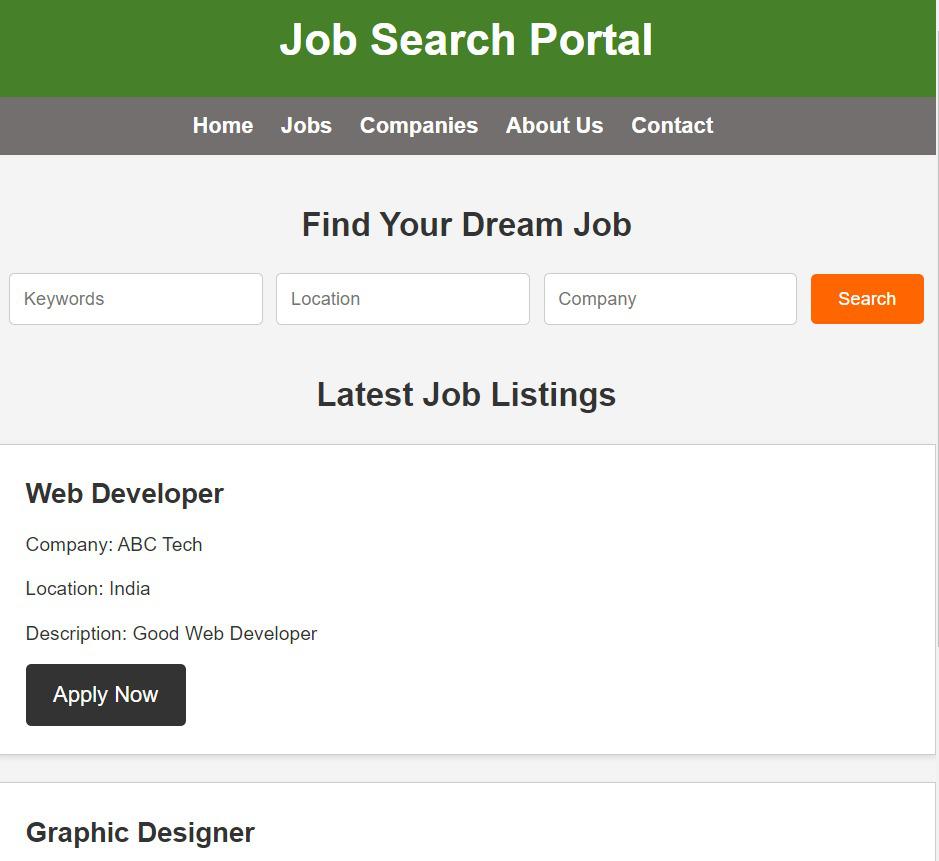 Job Search Portal
Home Jobs Companies About Us Contact
Find Your Dream Job
Keywords Location Company Search
Latest Job Listings
Web Developer
Company: ABC Tech
Location: India
Description: Good Web Developer
Apply Now
Graphic Designer